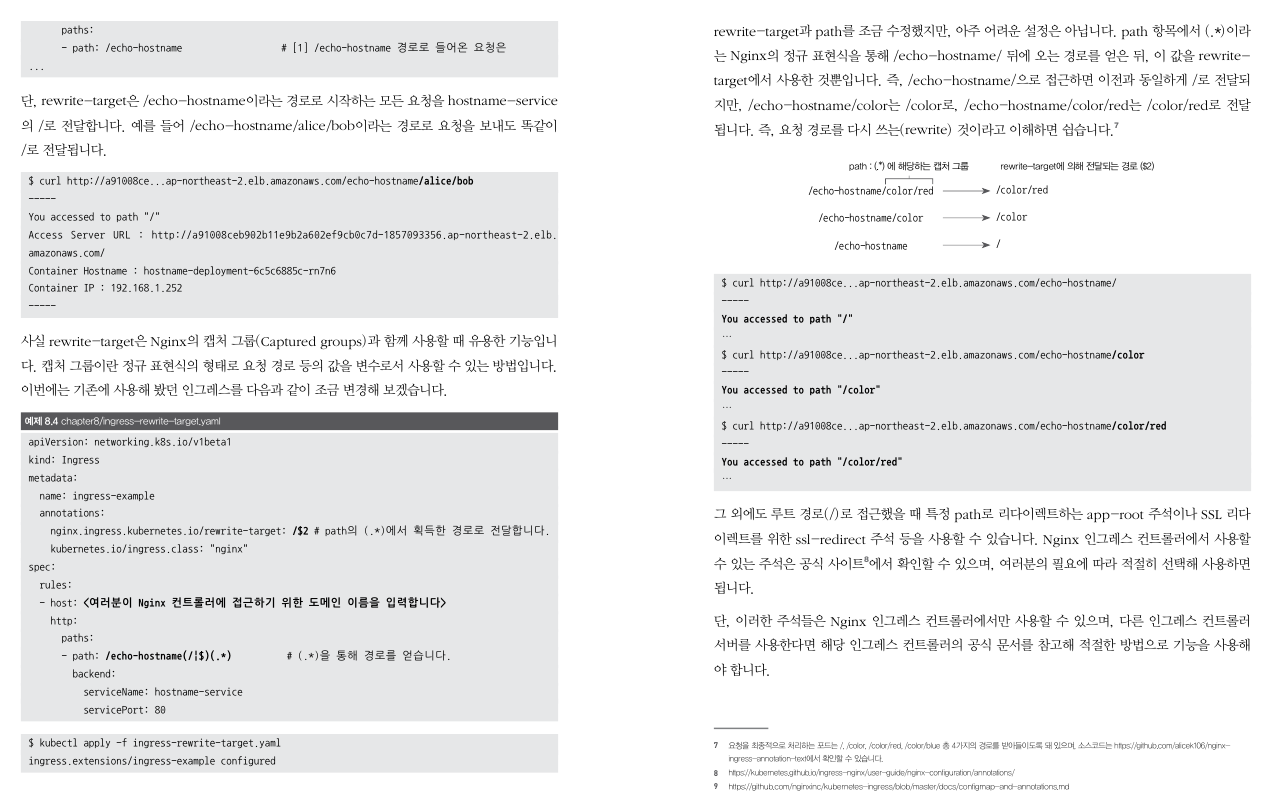 paths:
- path: /echo-hostname # [1] /echo-hostname 경로로 들어온 요청은
...
단, rewrite-target은 /echo-hostname이라는 경로로 시작하는 모든 요청을 hostname-service
의 /로 전달합니다. 예를 들어 /echo-hostname/alice/bob이라는 경로로 요청을 보내도 똑같이
/로 전달됩니다.
$ curl http://a91008ce...ap-northeast-2.elb.amazonaws.com/echo-hostname/alice/bob
-----
You accessed to path "/"
Access Server URL : http://a91008ceb902b11e9b2a602ef9cb0c7d-1857093356.ap-northeast-2.elb.
amazonaws.com/
Container Hostname : hostname-deployment-6c5c6885c-rn7n6
Container IP : 192.168.1.252
-----
사실 rewrite-target은 Nginx의 캡처 그룹(Captured groups)과 함께 사용할 때 유용한 기능입니
다. 캡처 그룹이란 정규 표현식의 형태로 요청 경로 등의 값을 변수로서 사용할 수 있는 방법입니다.
이번에는 기존에 사용해 봤던 인그레스를 다음과 같이 조금 변경해 보겠습니다.
예제 8.4 chapter8/ingress-rewrite-target.yaml
apiVersion: networking.k8s.io/v1beta1
kind: Ingress
metadata:
name: ingress-example
annotations:
nginx.ingress.kubernetes.io/rewrite-target: /$2 # path의 (.*)에서 획득한 경로로 전달합니다.
kubernetes.io/ingress.class: "nginx"
spec:
rules:
- host: <여러분이 Nginx 컨트롤러에 접근하기 위한 도메인 이름을 입력합니다>
http:
paths:
- path: /echo-hostname(/|$)(.*) # (.*)을 통해 경로를 얻습니다.
backend:
serviceName: hostname-service
servicePort: 80
$ kubectl apply -f ingress-rewrite-target.yaml
ingress.extensions/ingress-example configured
rewrite-target과 path를 조금 수정했지만, 아주 어려운 설정은 아닙니다. path 항목에서 (.*)이라
는 Nginx의 정규 표현식을 통해 /echo-hostname/ 뒤에 오는 경로를 얻은 뒤, 이 값을 rewrite-
target에서 사용한 것뿐입니다. 즉, /echo-hostname/으로 접근하면 이전과 동일하게 /로 전달되
지만, /echo-hostname/color는 /color로, /echo-hostname/color/red는 /color/red로 전달
됩니다. 즉, 요청 경로를 다시 쓰는(rewrite) 것이라고 이해하면 쉽습니다.7
path : (.*) 에 해당하는 캡처 그룹 rewrite-target에 의해 전달되는 경로 ($2)
/echo-hostname/color/red /color/red
/echo-hostname/color /color
/echo-hostname /
$ curl http://a91008ce...ap-northeast-2.elb.amazonaws.com/echo-hostname/
-----
You accessed to path "/"
...
$ curl http://a91008ce...ap-northeast-2.elb.amazonaws.com/echo-hostname/color
-----
You accessed to path "/color"
...
$ curl http://a91008ce...ap-northeast-2.elb.amazonaws.com/echo-hostname/color/red
-----
You accessed to path "/color/red"
...
그 외에도 루트 경로(/)로 접근했을 때 특정 path로 리다이렉트하는 app-root 주석이나 SSL 리다
이렉트를 위한 ssl-redirect 주석 등을 사용할 수 있습니다. Nginx 인그레스 컨트롤러에서 사용할
수 있는 주석은 공식 사이트8에서 확인할 수 있으며, 여러분의 필요에 따라 적절히 선택해 사용하면
됩니다.
단, 이러한 주석들은 Nginx 인그레스 컨트롤러에서만 사용할 수 있으며, 다른 인그레스 컨트롤러
서버를 사용한다면 해당 인그레스 컨트롤러의 공식 문서를 참고해 적절한 방법으로 기능을 사용해
야 합니다.
7 요청을 최종적으로 처리하는 포드는 /, /color, /color/red, /color/blue 총 4가지의 경로를 받아들이도록 돼 있으며, 소스코드는 https://github.com/alicek106/nginx-
ingress-annotation-test에서 확인할 수 있습니다.
8 https://kubernetes.github.io/ingress-nginx/user-guide/nginx-configuration/annotations/
9 https://github.com/nginxinc/kubernetes-ingress/blob/master/docs/configmap-and-annotations.md